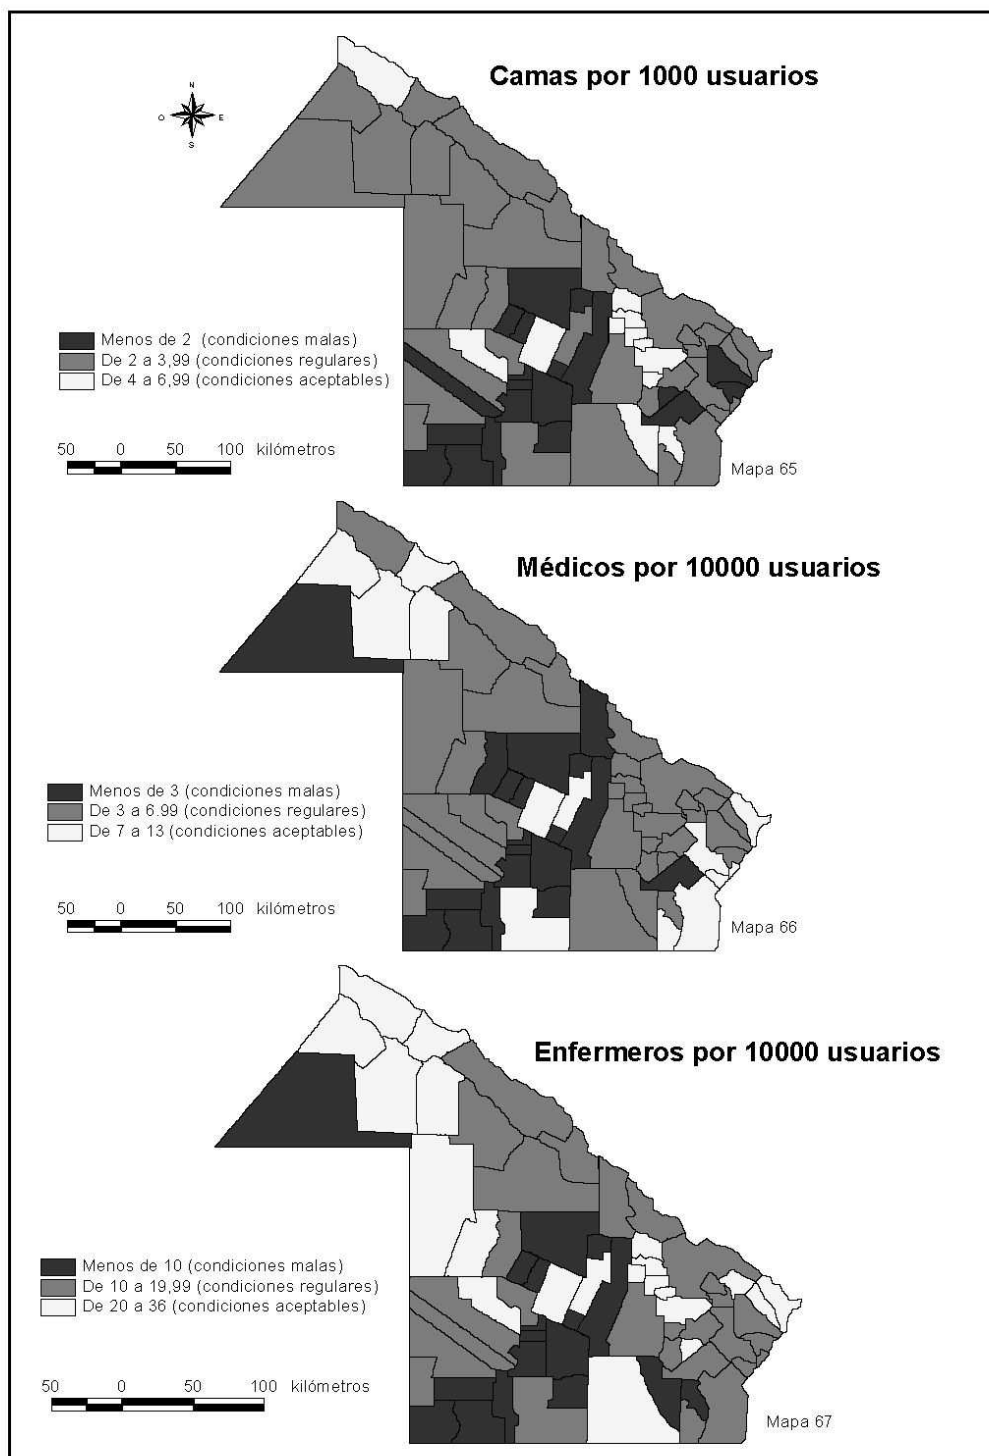 Camas por 1000 usuarios
N
O E
S
Menos de 2 (condiciones malas)
De 2 a 3,99 (condiciones regulares)
De 4 a 6,99 (condiciones aceptables)
50 0 50 100 kilómetros
Mapa 65
Médicos por 10000 usuarios
Menos de 3 (condiciones malas)
De 3 a 6.99 (condiciones regulares)
De 7 a 13 (condiciones aceptables)
50 0 50 100 kilómetros
Mapa 66
Enfermeros por 10000 usuarios
Menos de 10 (condiciones malas)
De 10 a 19,99 (condiciones regulares)
De 20 a 36 (condiciones aceptables)
50 0 50 100 kilómetros
Mapa 67